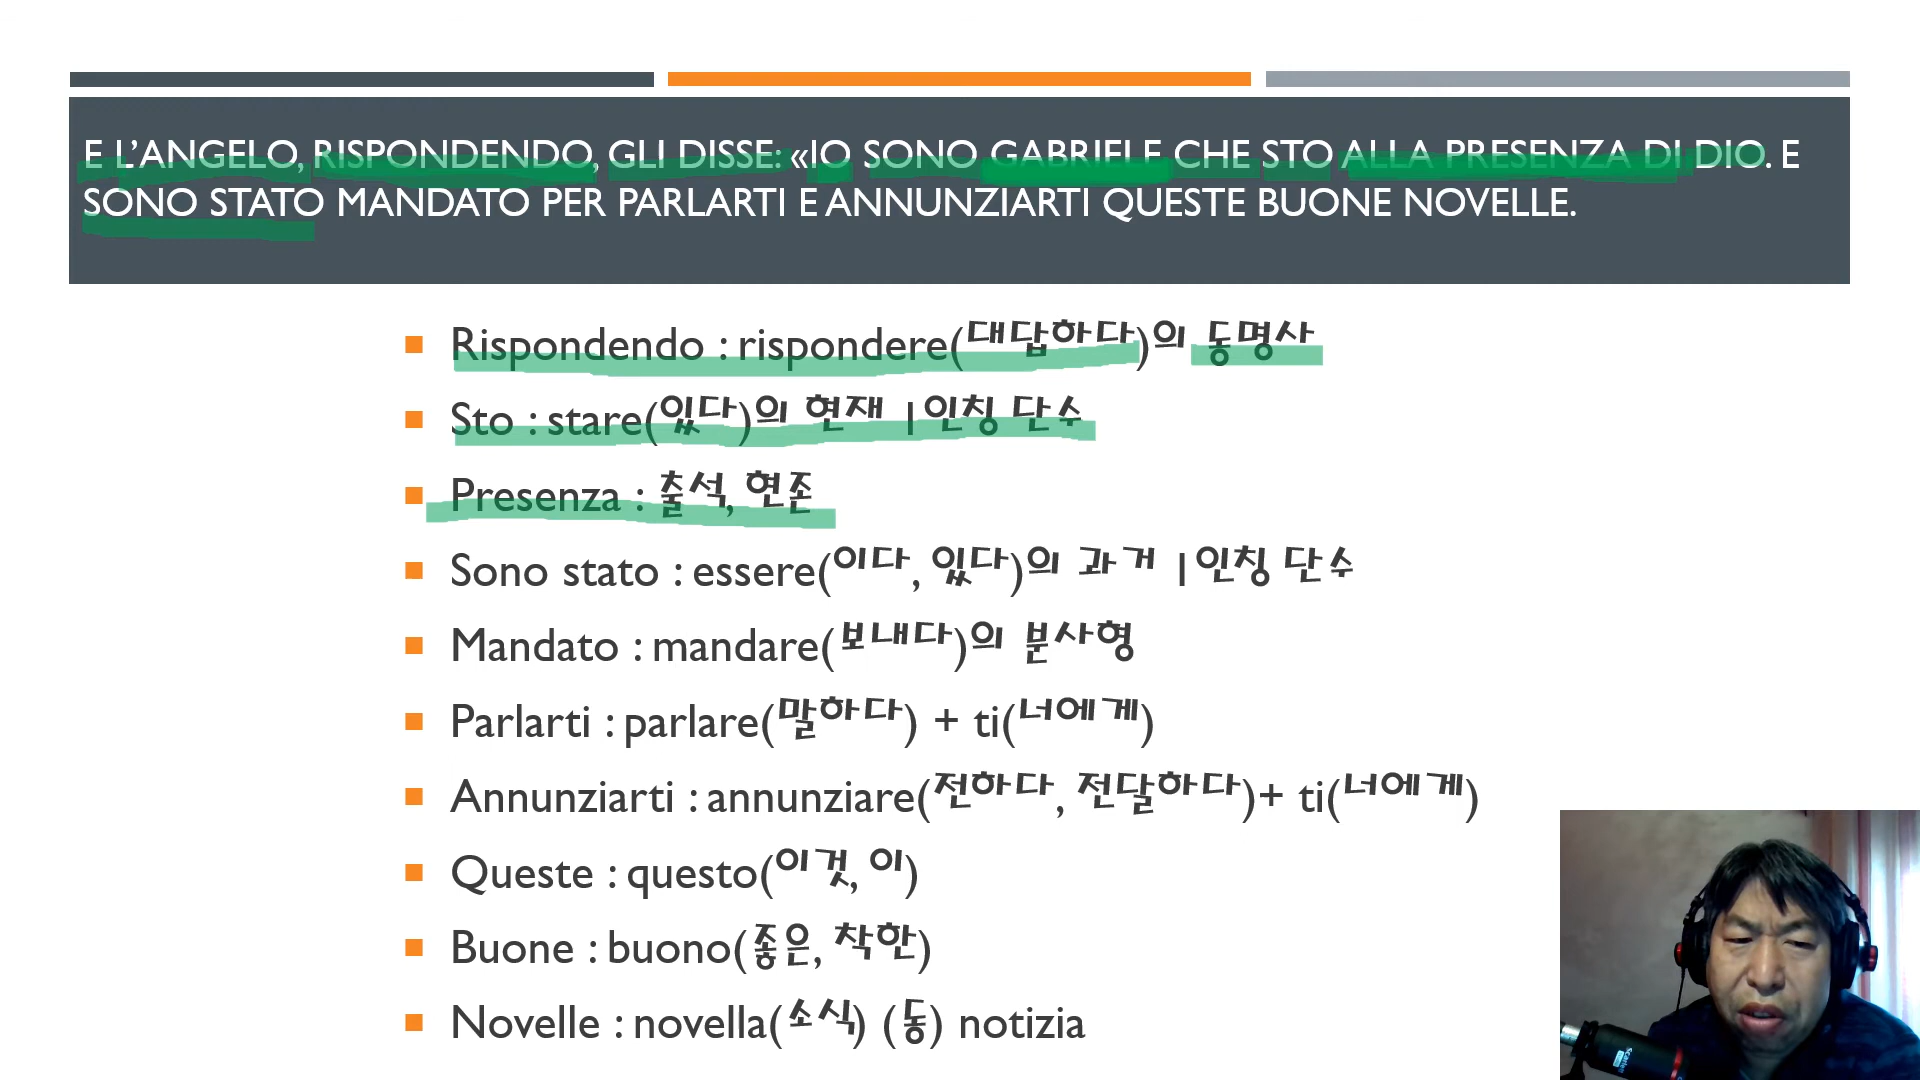 E L'ANGELO, RISPONDENDO, GLI DISSE: «IO SONO GABRIELE CHE STO ALLA PRESENZA DI DIO. E
SONO STATO MANDATO PER PARLARTI E ANNUNZIARTI QUESTE BUONE NOVELLE.
Rispondendo : rispondere(대답하다)의 동명사
Sto : stare(있다)의 현재 1인칭 단수
Presenza : 출석, 현존
Sono stato : essere(이다, 있다)의 과거 1인칭 단수
Mandato : mandare(보내다)의 분사형
Parlarti : parlare(말하다) + ti(너에게)
Annunziarti : annunziare(전하다, 전달하다)+ ti(너에게)
Queste : questo(이것, 이)
Buone : buono(좋은, 착한)
Novelle : novella(소식) (동) notizia